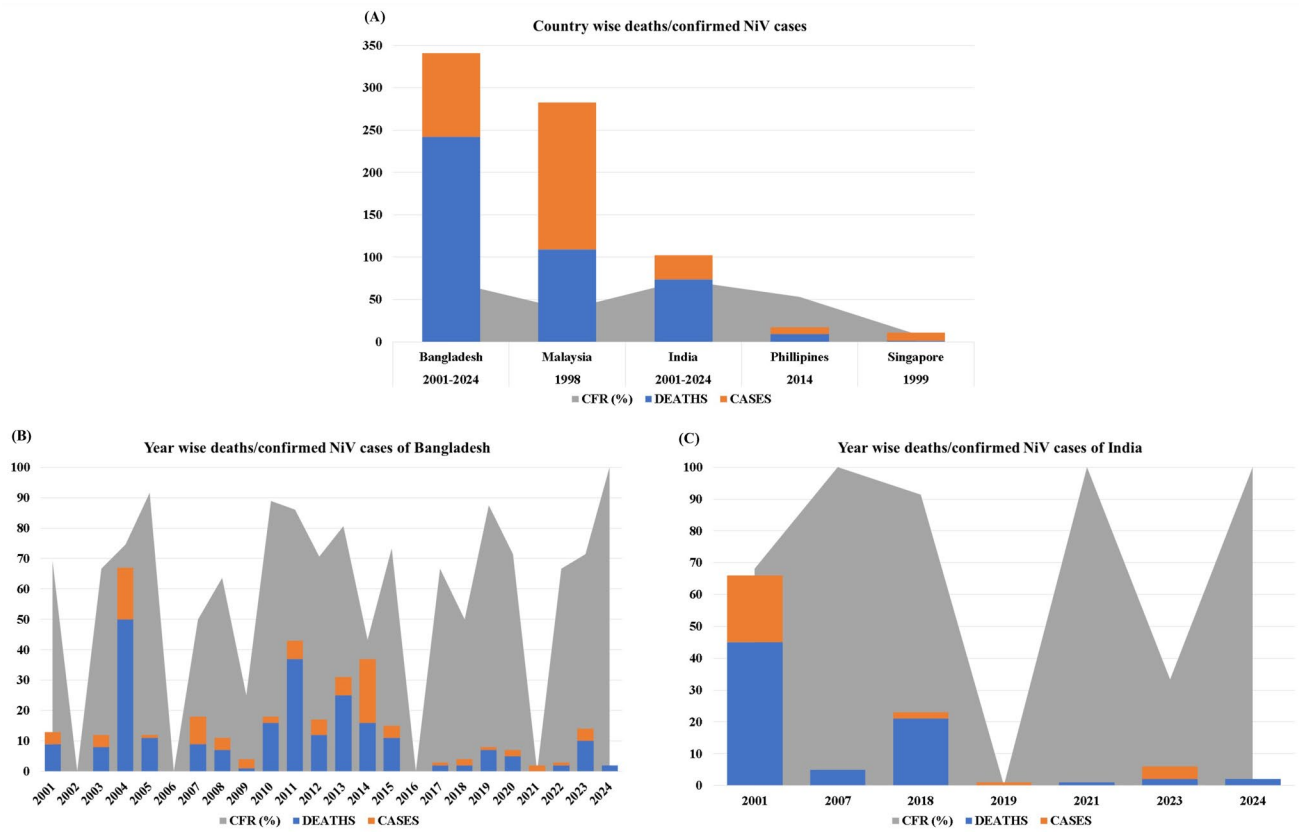 (A)
Country wise deaths/confirmed NiV cases
350
300
250
200
150
100
50
0
Bangladesh Malaysia India Phillipines Singapore
2001-2024 1998 2001-2024 2014 1999
CFR (%) DEATHS CASES
(B)
Year wise deaths/confirmed NiV cases of Bangladesh
100
90
80
70
60
50
40
30
20
10
0
2001 2002 2003 2004 2005 2006 2007 2008 2009 2010 2011 2012 2013 2014 2015 2016 2017 2018 2019 2020 2021 2022 2023 2024
CFR (%) DEATHS CASES
(C)
Year wise deaths/confirmed NiV cases of India
100
90
80
70
60
50
40
30
20
10
0
2001 2007 2018 2019 2021 2023 2024
CFR (%) DEATHS CASES